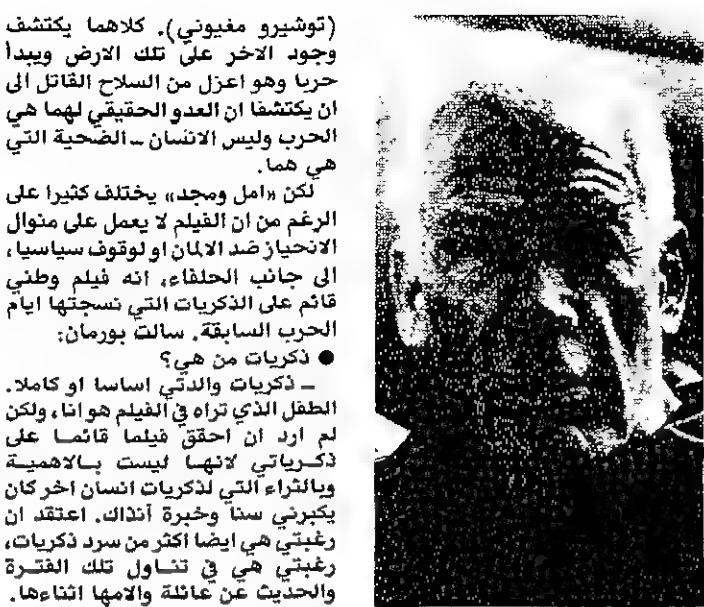 (توشيرو مفيوني). كلاهما يكتشف
وجود الاخر على تلك الارض ويبدأ
حربا وهو اعزل من السلاح القاتل الى
ان يكتشفا ان العدو الحقيقي لهما هي
الحرب وليس الانسان ــ الضحية التي
هي هما.
لكن «امل ومجد» يختلف كثيرا على
الرغم من ان الفيلم لا يعمل على منوال
الانحياز ضد الالمان او لوقوف سياسيا،
الى جانب الحلفاء، انه فيلم وطني
قائم على الذكريات التي نسجتها ايام
الحرب السابقة. سالت بورمان:
● ذكريات من هي؟
ــ ذكريات والدتي اساسا او كاملا.
الطفل الذي تراه في الفيلم هو انا، ولكن
لم ارد ان احقق فيلما قائما على
ذكرياتي لانها ليست بالاهمية
وبالثراء التي لذكريات انسان اخر كان
يكبرني سنا وخبرة آنذاك. اعتقد ان
رغبتي هي ايضا اكثر من سرد ذكريات،
رغبتي هي في تناول تلك الفترة
والحديث عن عائلة والامها اثناءها.